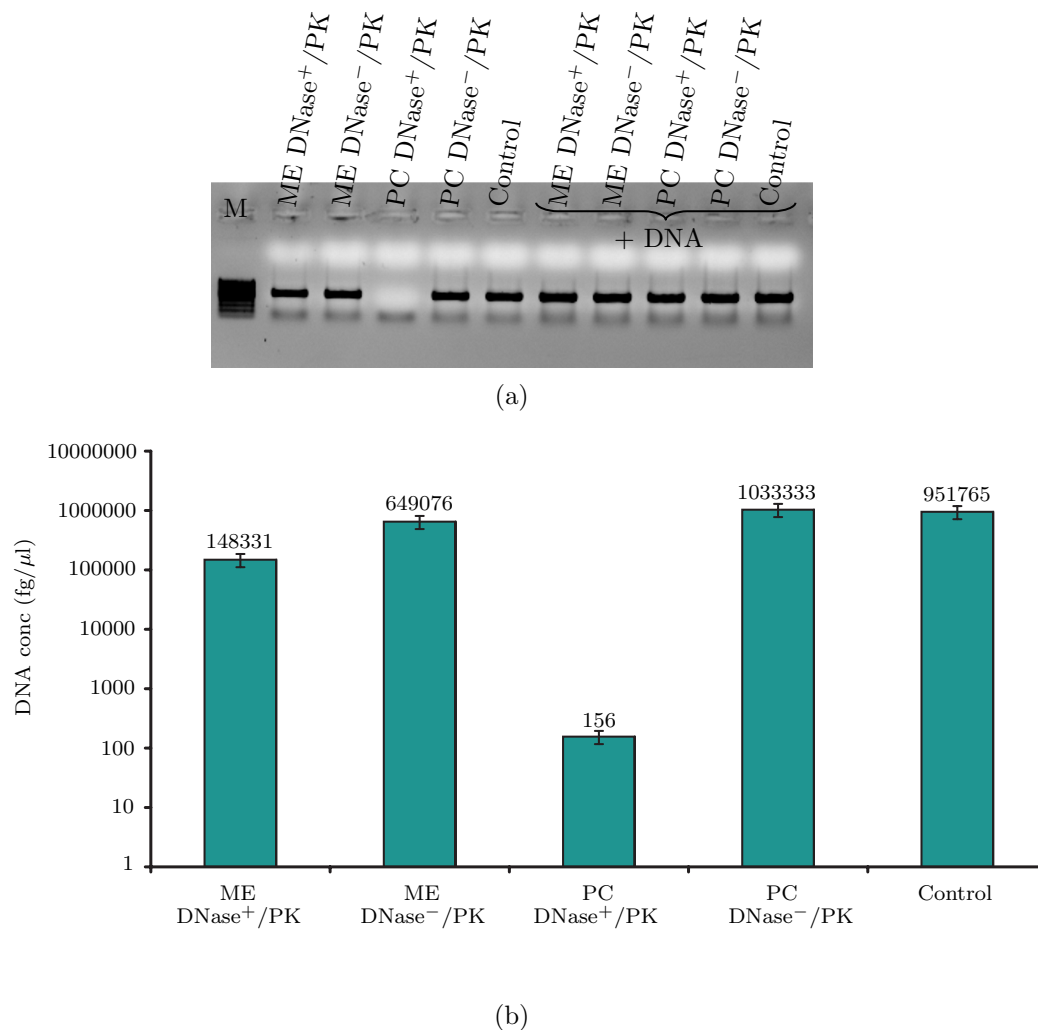 ME DNase⁺/PK
ME DNase⁻/PK
PC DNase⁺/PK
PC DNase⁻/PK
Control
ME DNase⁺/PK
ME DNase⁻/PK
PC DNase⁺/PK
PC DNase⁻/PK
Control
M
+ DNA
(a)
DNA conc (fg/μl)
10000000
1000000
100000
10000
1000
100
10
1
148331
649076
156
1033333
951765
ME
DNase⁺/PK
ME
DNase⁻/PK
PC
DNase⁺/PK
PC
DNase⁻/PK
Control
(b)